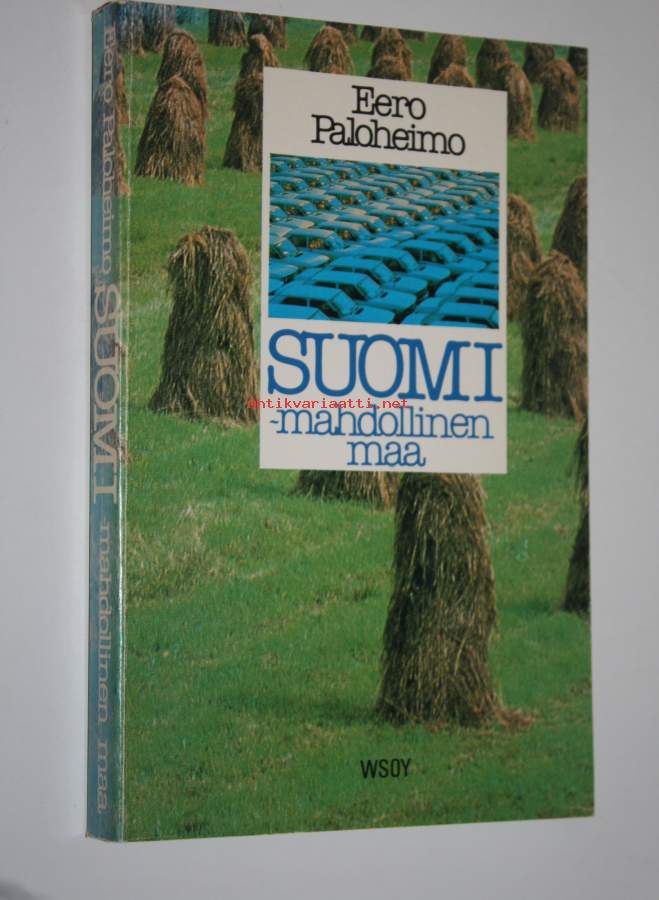 Eero
Paloheimo
SUOMI
-mahdollinen
maa
antikvariaatti.net
WSOY
Eero Paloheimo SUOMI -mahdollinen maa